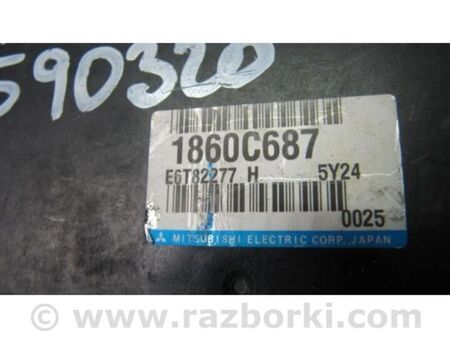 590320
1860C687
E6T82277 H 5Y24
0025
MITSUBISHI ELECTRIC CORP., JAPAN
© www.razborki.com